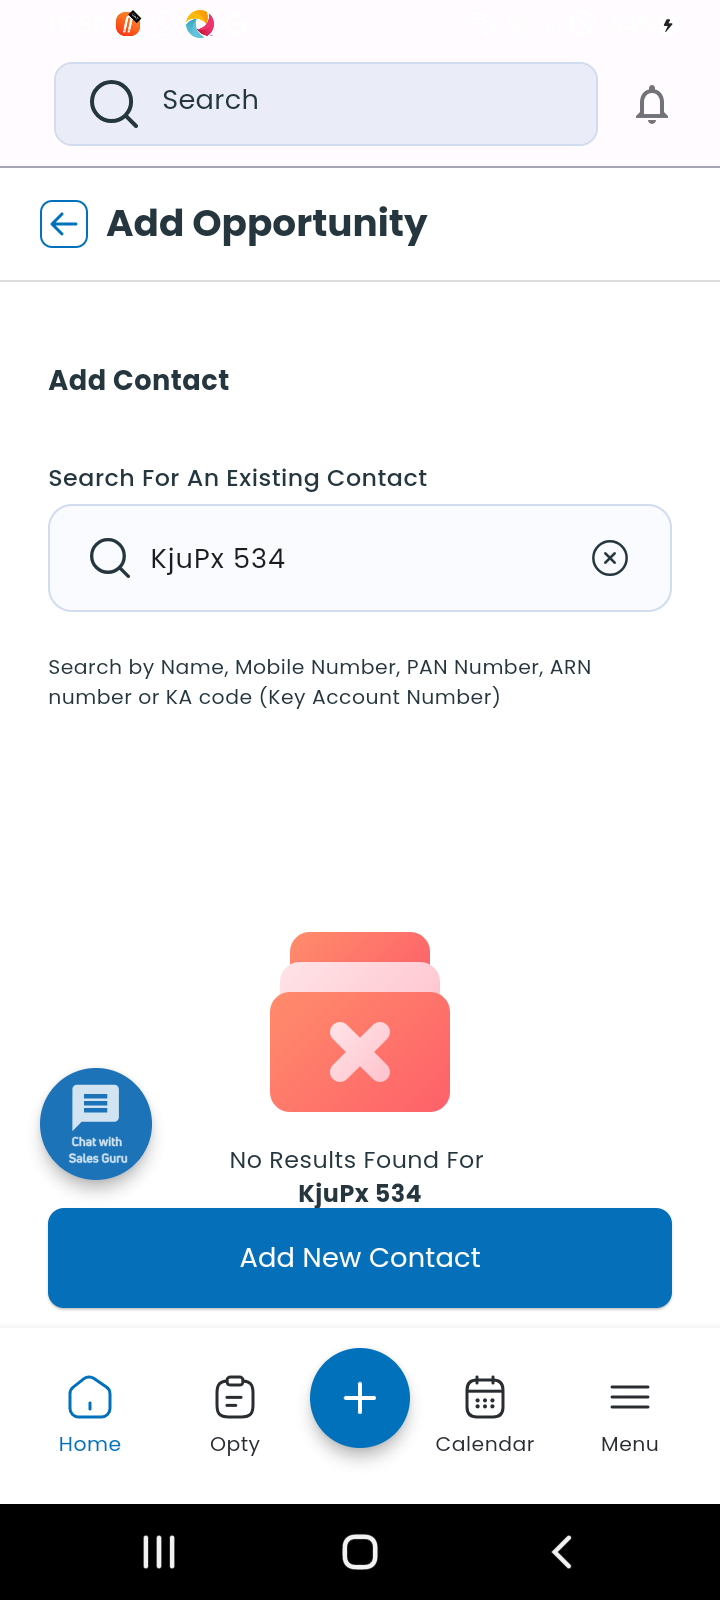 Search
Add Opportunity
Add Contact
Search For An Existing Contact
KjuPx 534
Search by Name, Mobile Number, PAN Number, ARN
number or KA code (Key Account Number)
Chat with
Sales Guru
No Results Found For
KjuPx 534
Add New Contact
Home
Opty
Calendar
Menu